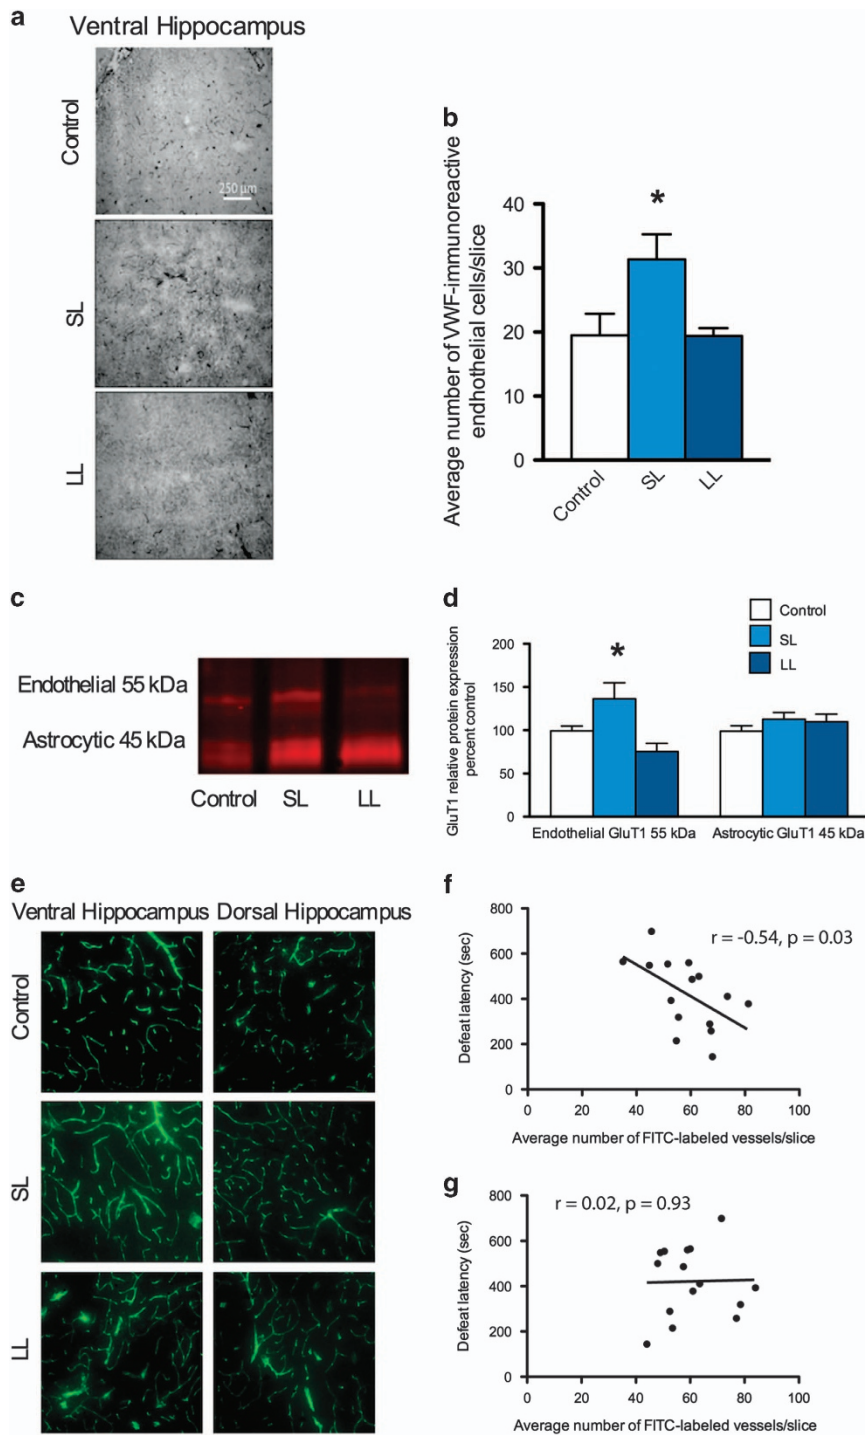 a
Ventral Hippocampus
Control
250 µm
SL
LL
b
Average number of VWF-immunoreactive
endhothelial cells/slice
40
30
20
10
0
*
Control
SL
LL
c
Endothelial 55 kDa
Astrocytic 45 kDa
Control SL LL
d
Control
SL
LL
GluT1 relative protein expression
percent control
200
150
100
50
0
*
Endothelial GluT1 55 kDa
Astrocytic GluT1 45 kDa
e
Ventral Hippocampus Dorsal Hippocampus
Control
SL
LL
f
Defeat latency (sec)
800
600
400
200
0
r = -0.54, p = 0.03
0 20 40 60 80 100
Average number of FITC-labeled vessels/slice
g
Defeat latency (sec)
800
600
400
200
0
r = 0.02, p = 0.93
0 20 40 60 80 100
Average number of FITC-labeled vessels/slice